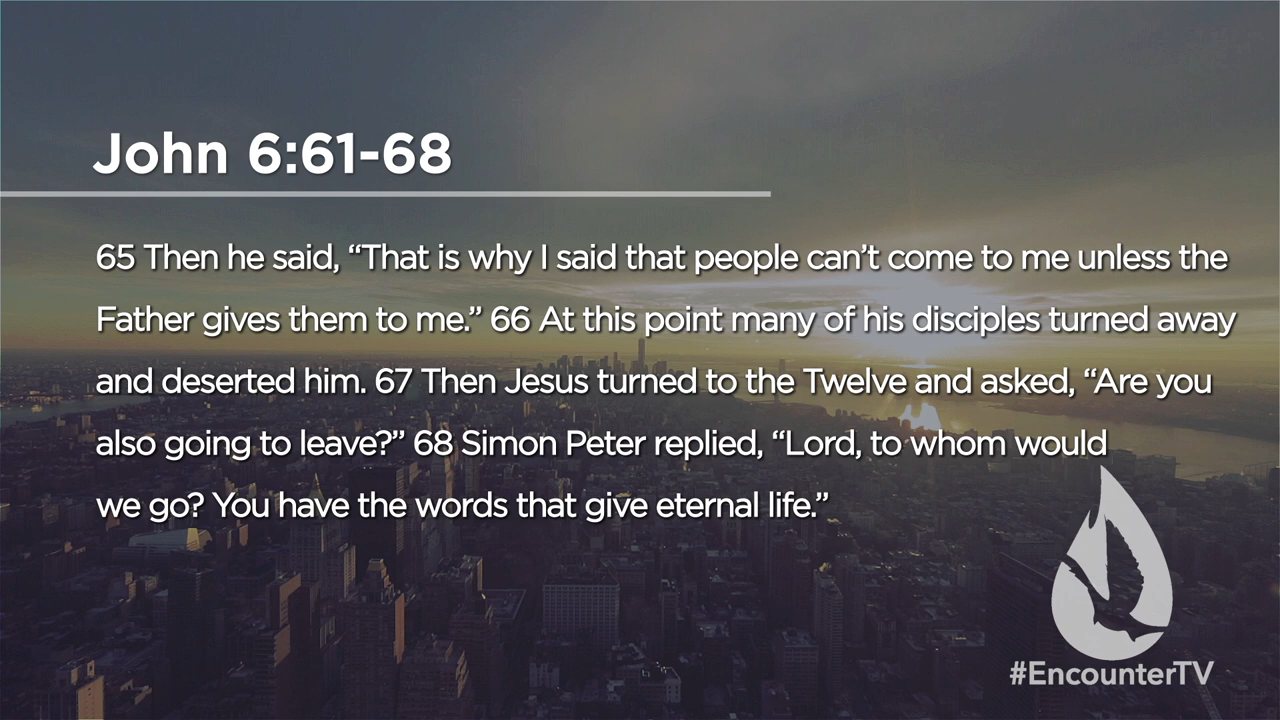 John 6:61-68
65 Then he said, “That is why I said that people can’t come to me unless the
Father gives them to me.” 66 At this point many of his disciples turned away
and deserted him. 67 Then Jesus turned to the Twelve and asked, “Are you
also going to leave?” 68 Simon Peter replied, “Lord, to whom would
we go? You have the words that give eternal life.”
#EncounterTV